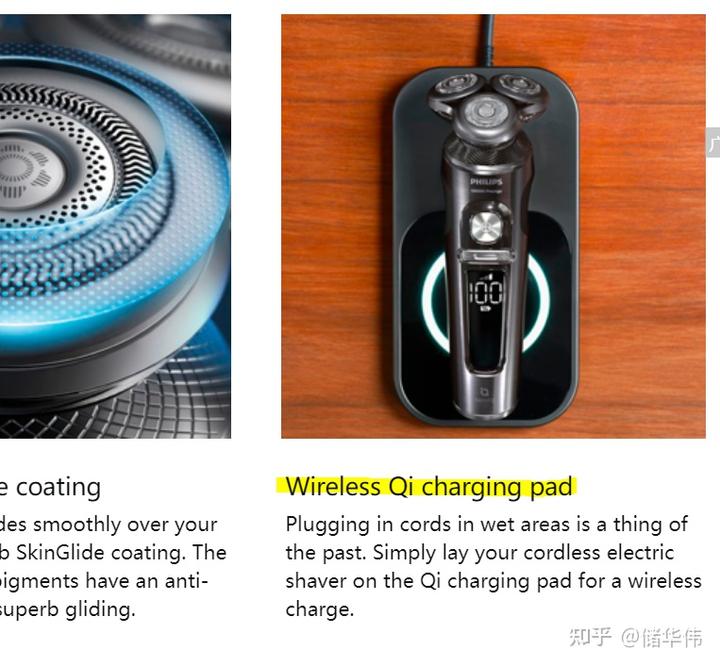 PHILIPS
100
%
e coating
des smoothly over your
b SkinGlide coating. The
pigments have an anti-
superb gliding.
Wireless Qi charging pad
Plugging in cords in wet areas is a thing of
the past. Simply lay your cordless electric
shaver on the Qi charging pad for a wireless
charge.
知乎 @储华伟